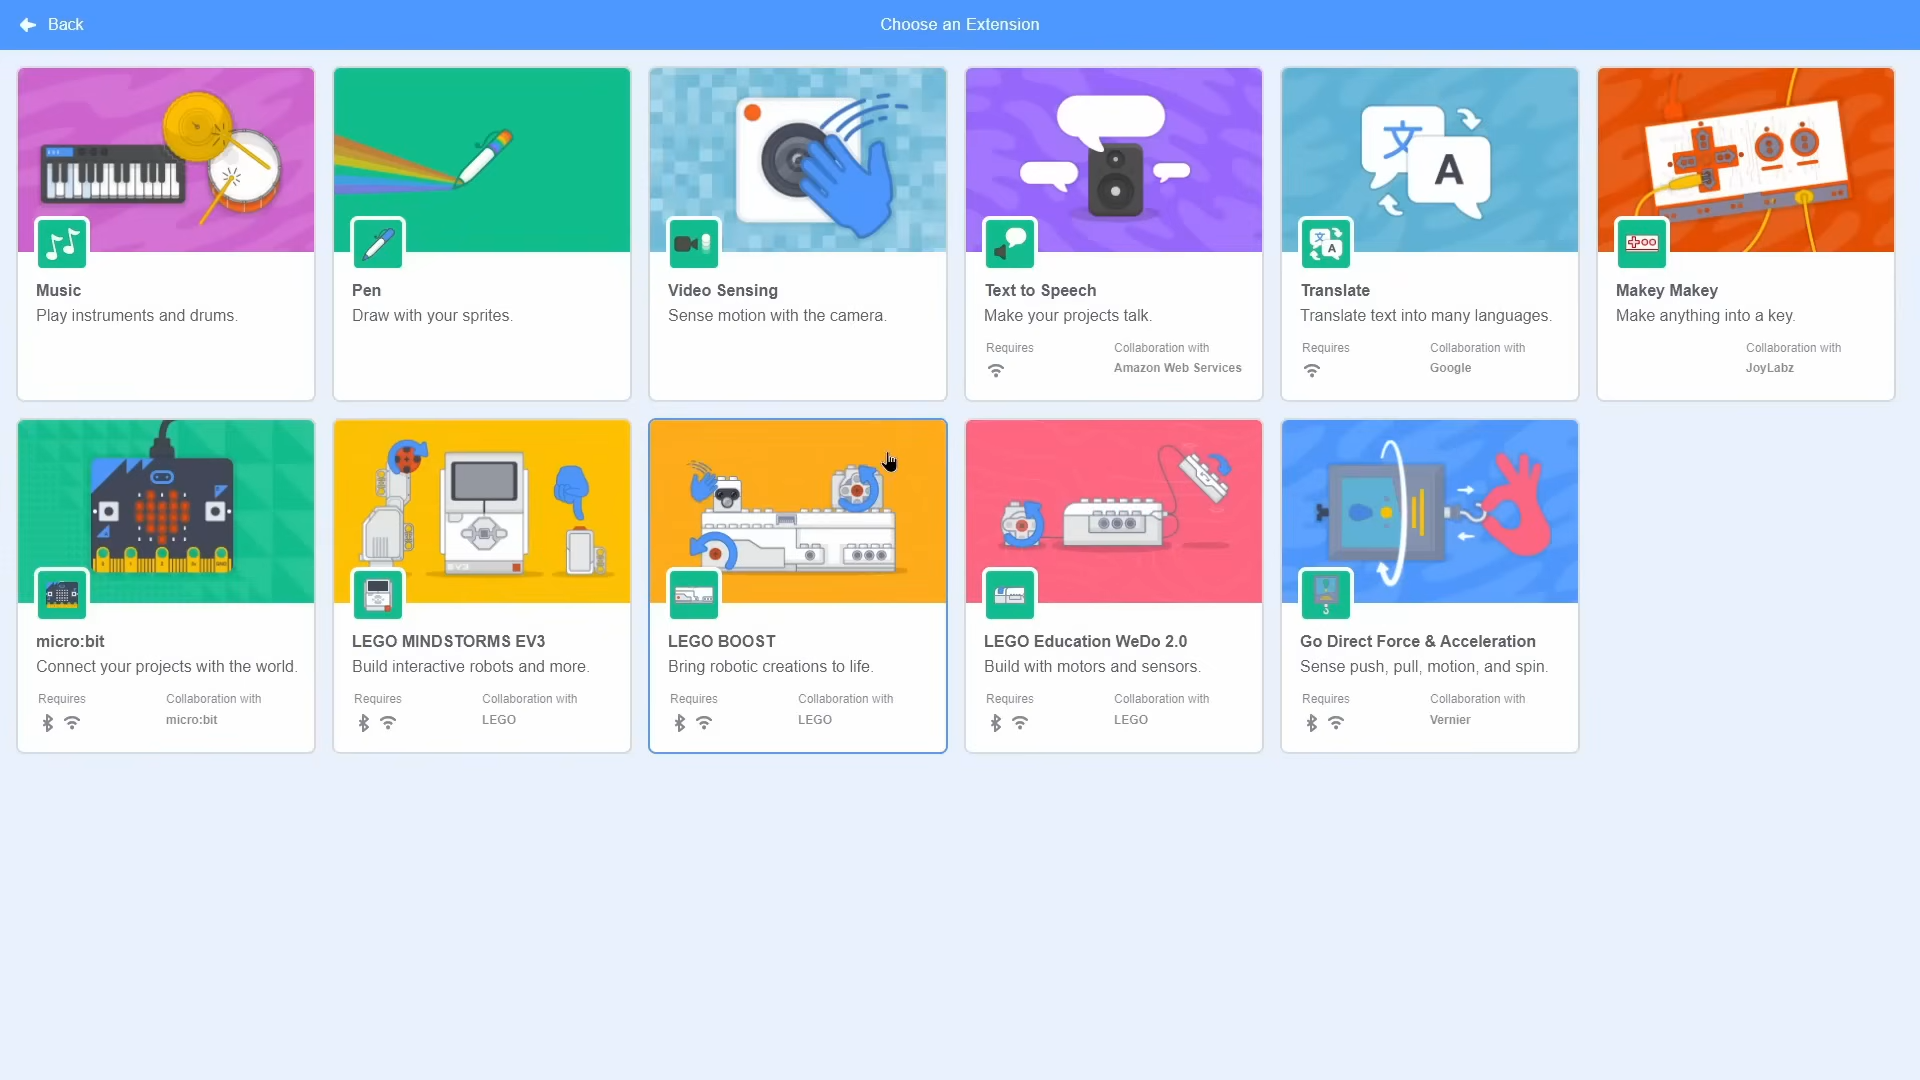 Back
Choose an Extension
Music
Play instruments and drums.
Pen
Draw with your sprites.
Video Sensing
Sense motion with the camera.
Text to Speech
Make your projects talk.
Requires
Collaboration with
Amazon Web Services
文
A
文
A
Translate
Translate text into many languages.
Requires
Collaboration with
Google
Makey Makey
Make anything into a key.
Collaboration with
JoyLabz
micro:bit
Connect your projects with the world.
Requires
Collaboration with
micro:bit
EV3
LEGO MINDSTORMS EV3
Build interactive robots and more.
Requires
Collaboration with
LEGO
LEGO BOOST
Bring robotic creations to life.
Requires
Collaboration with
LEGO
LEGO Education WeDo 2.0
Build with motors and sensors.
Requires
Collaboration with
LEGO
Go Direct Force & Acceleration
Sense push, pull, motion, and spin.
Requires
Collaboration with
Vernier